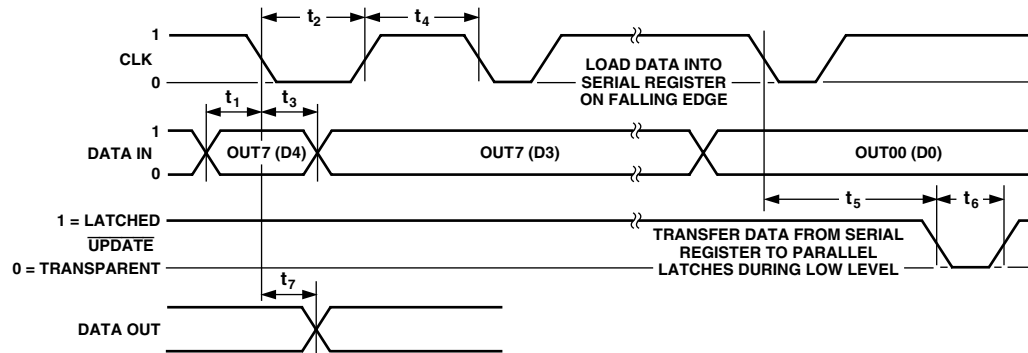 t2
t4
1
CLK
0
LOAD DATA INTO
SERIAL REGISTER
ON FALLING EDGE
t1
t3
1
DATA IN
0
OUT7 (D4)
OUT7 (D3)
OUT00 (D0)
t5
t6
1 = LATCHED
UPDATE
0 = TRANSPARENT
TRANSFER DATA FROM SERIAL
REGISTER TO PARALLEL
LATCHES DURING LOW LEVEL
t7
DATA OUT